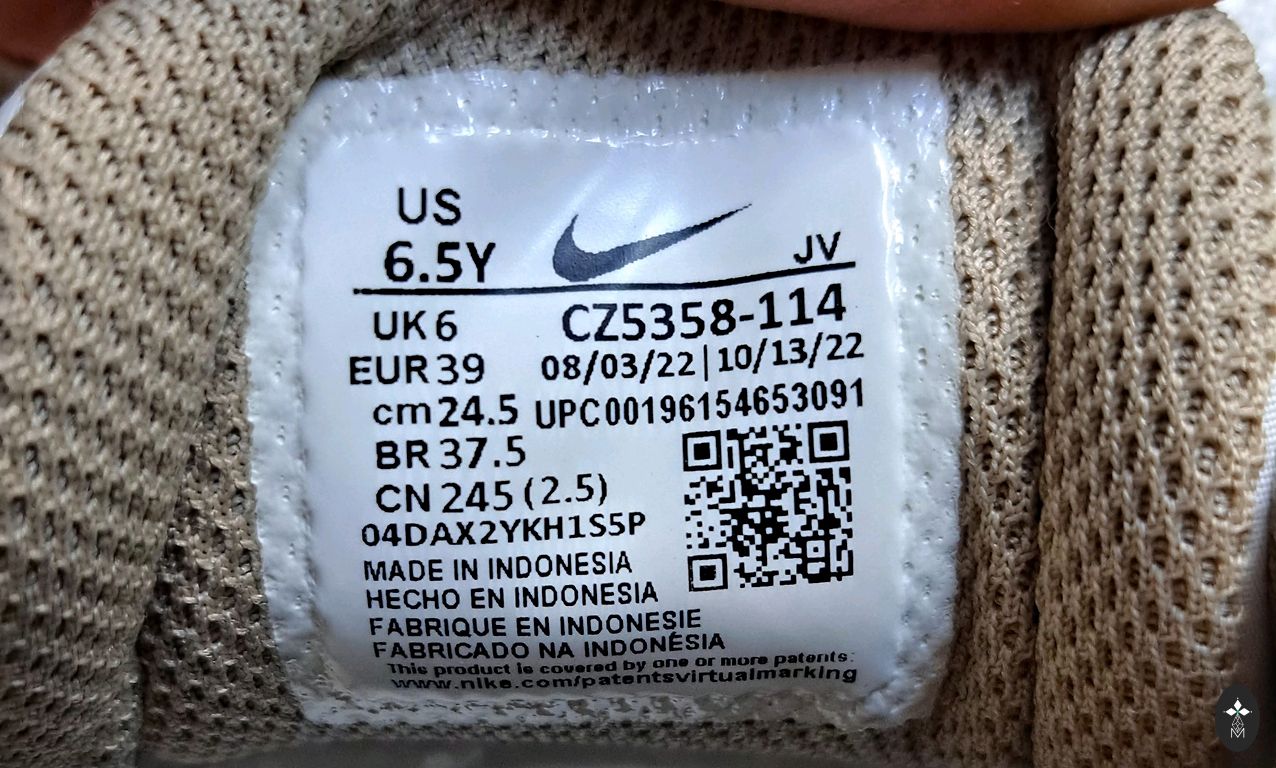 US
6.5Y
JV
UK 6
CZ5358-114
EUR 39
08/03/22|10/13/22
cm 24.5
UPC00196154653091
BR 37.5
CN 245 (2.5)
04DAX2YKH1S5P
MADE IN INDONESIA
HECHO EN INDONESIA
FABRIQUE EN INDONESIE
FABRICADO NA INDONÉSIA
This product is covered by one or more patents:
www.nike.com/patentsvirtualmarking
M